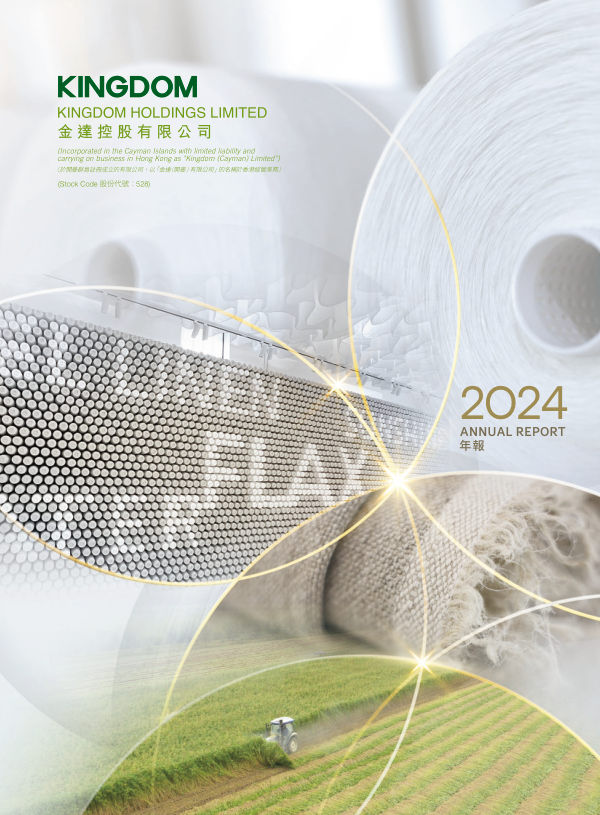 KINGDOM
KINGDOM HOLDINGS LIMITED
金達控股有限公司
(Incorporated in the Cayman Islands with limited liability and
carrying on business in Hong Kong as "Kingdom (Cayman) Limited")
(於開曼群島註冊成立的有限公司，以「金達(開曼)有限公司」的名稱於香港經營業務)
(Stock Code 股份代號：528)
LINEN
FLAX
TER
2024
ANNUAL REPORT
年報